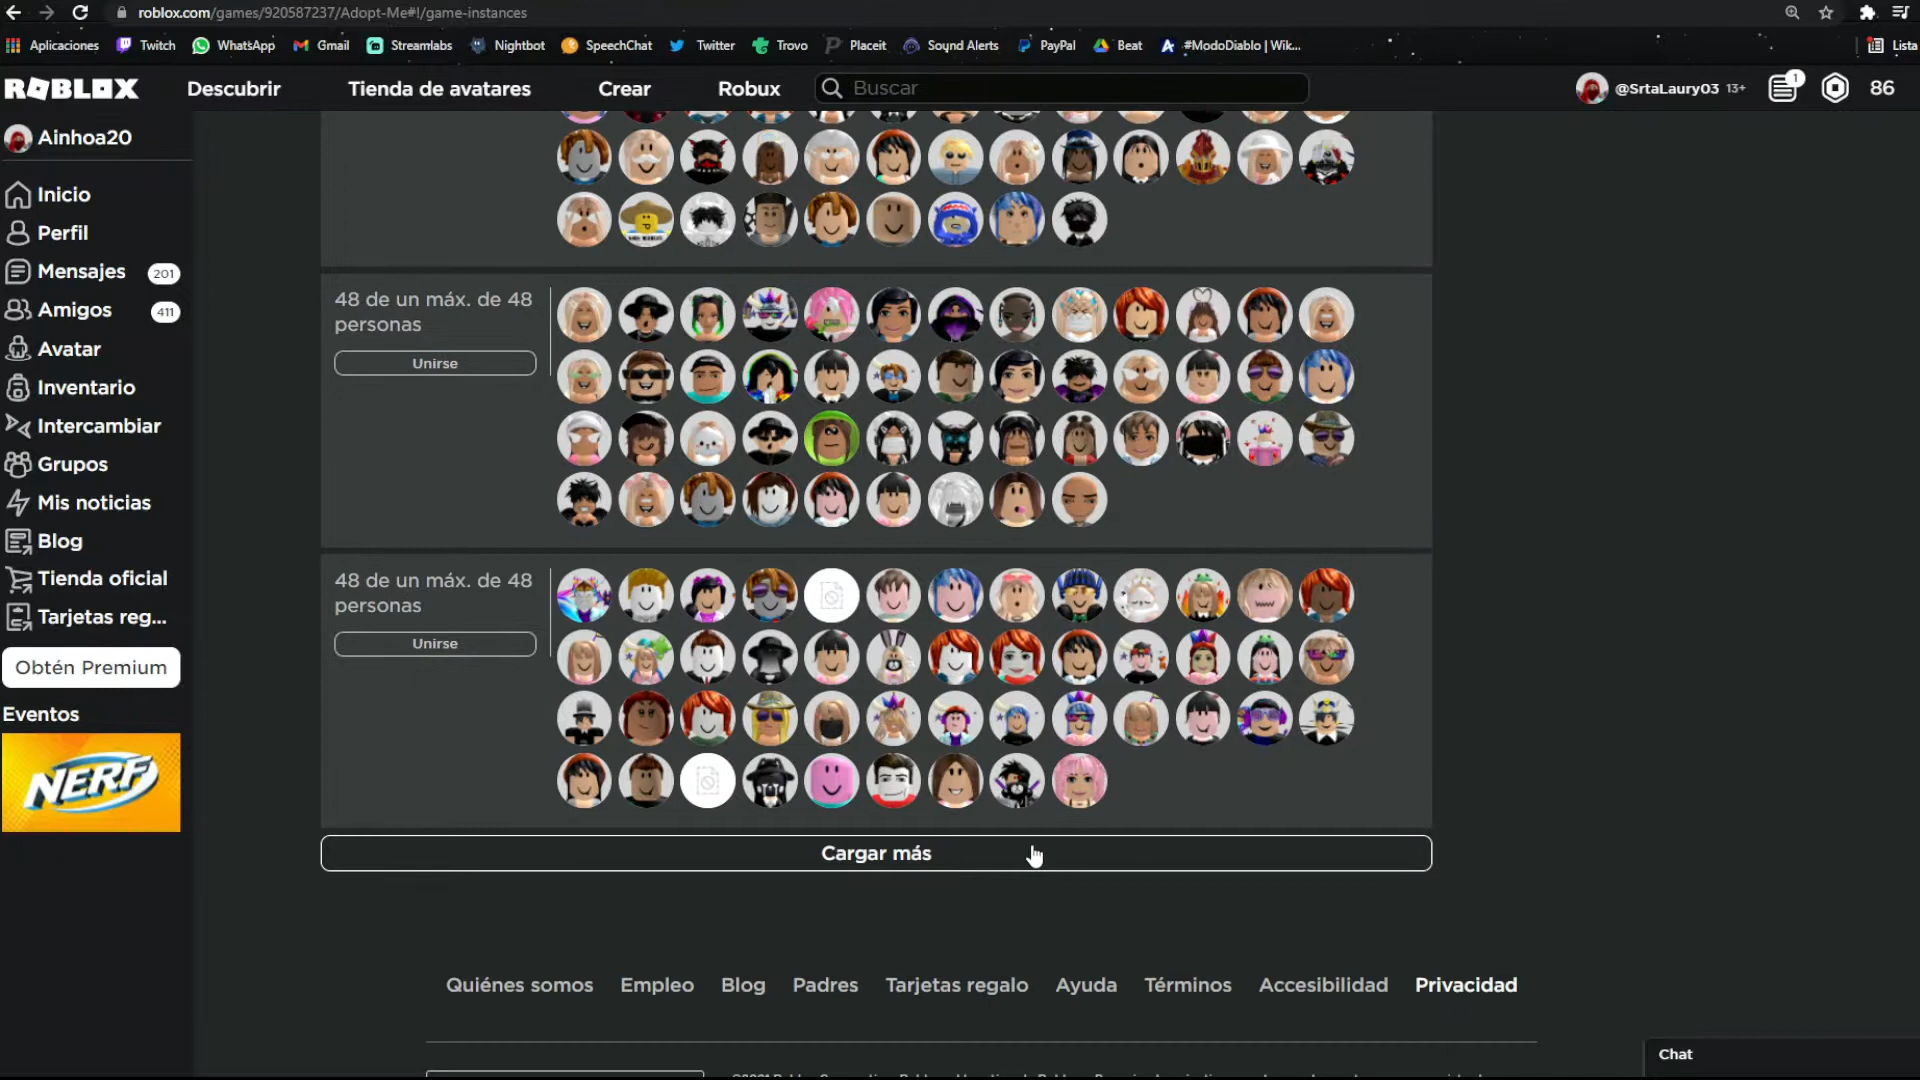 roblox.com/games/920587237/Adopt-Me#!/game-instances
Aplicaciones Twitch WhatsApp Gmail Streamlabs Nightbot SpeechChat Twitter Trovo Placeit Sound Alerts PayPal Beat #ModoDiablo | Wik... Lista
ROBLOX Descubrir Tienda de avatares Crear Robux Buscar @SrtaLaury03 13+ 1 86
Ainhoa20
Inicio
Perfil
Mensajes 201
Amigos 411
Avatar
Inventario
Intercambiar
Grupos
Mis noticias
Blog
Tienda oficial
Tarjetas reg...
Obtén Premium
Eventos
NERF
48 de un máx. de 48
personas
Unirse
48 de un máx. de 48
personas
Unirse
Cargar más
Quiénes somos Empleo Blog Padres Tarjetas regalo Ayuda Términos Accesibilidad Privacidad
Chat